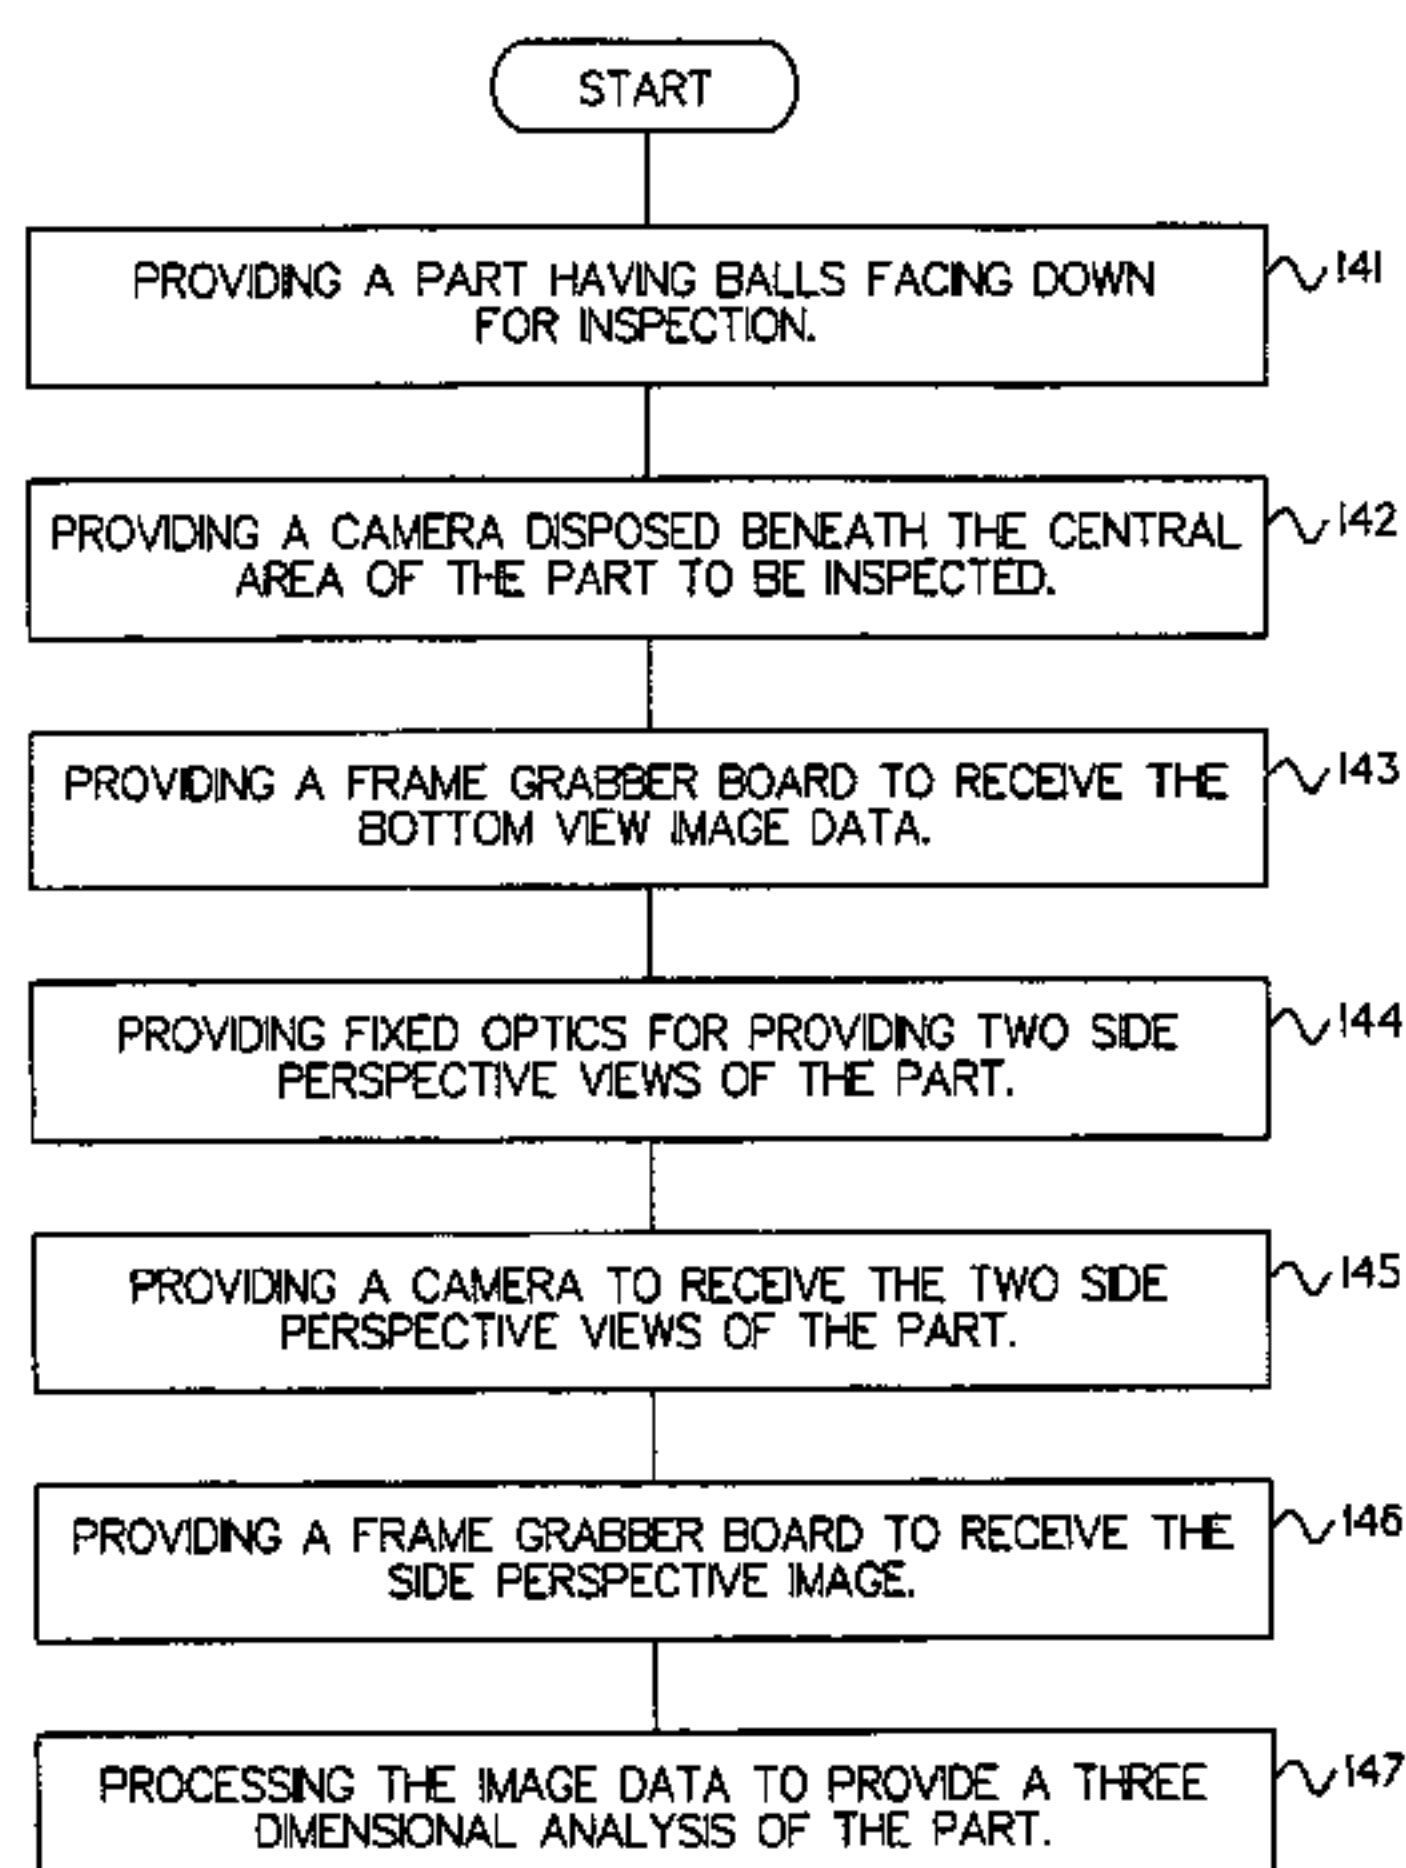 START
PROVIDING A PART HAVING BALLS FACING DOWN
FOR INSPECTION.
141
PROVIDING A CAMERA DISPOSED BENEATH THE CENTRAL
AREA OF THE PART TO BE INSPECTED.
142
PROVIDING A FRAME GRABBER BOARD TO RECEIVE THE
BOTTOM VIEW IMAGE DATA.
143
PROVIDING FIXED OPTICS FOR PROVIDING TWO SIDE
PERSPECTIVE VIEWS OF THE PART.
144
PROVIDING A CAMERA TO RECEIVE THE TWO SIDE
PERSPECTIVE VIEWS OF THE PART.
145
PROVIDING A FRAME GRABBER BOARD TO RECEIVE THE
SIDE PERSPECTIVE IMAGE.
146
PROCESSING THE IMAGE DATA TO PROVIDE A THREE
DIMENSIONAL ANALYSIS OF THE PART.
147